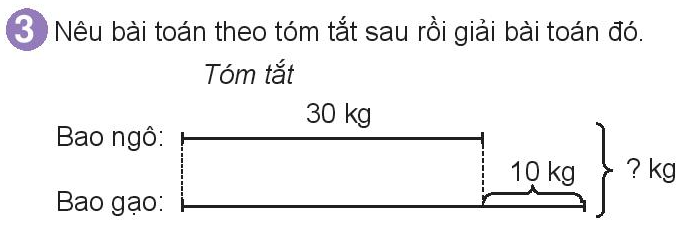 3 Nêu bài toán theo tóm tắt sau rồi giải bài toán đó.
Tóm tắt
30 kg
Bao ngô:
10 kg
? kg
Bao gạo: